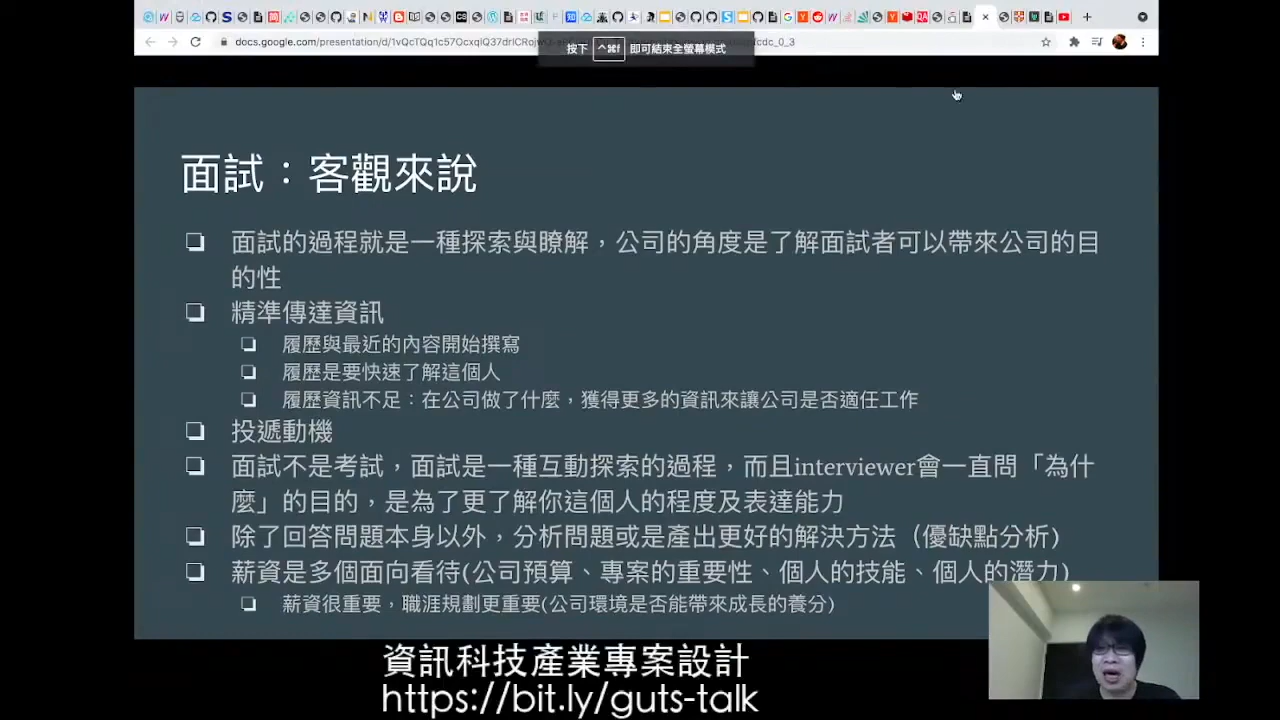 按下 ^⌘f 即可結束全螢幕模式
面試：客觀來說
❏ 面試的過程就是一種探索與瞭解，公司的角度是了解面試者可以帶來公司的目
的性
❏ 精準傳達資訊
❏ 履歷與最近的內容開始撰寫
❏ 履歷是要快速了解這個人
❏ 履歷資訊不足：在公司做了什麼，獲得更多的資訊來讓公司是否適任工作
❏ 投遞動機
❏ 面試不是考試，面試是一種互動探索的過程，而且interviewer會一直問「為什
麼」的目的，是為了更了解你這個人的程度及表達能力
❏ 除了回答問題本身以外，分析問題或是產出更好的解決方法（優缺點分析)
❏ 薪資是多個面向看待(公司預算、專案的重要性、個人的技能、個人的潛力)
❏ 薪資很重要，職涯規劃更重要(公司環境是否能帶來成長的養分)
資訊科技產業專案設計
https://bit.ly/guts-talk